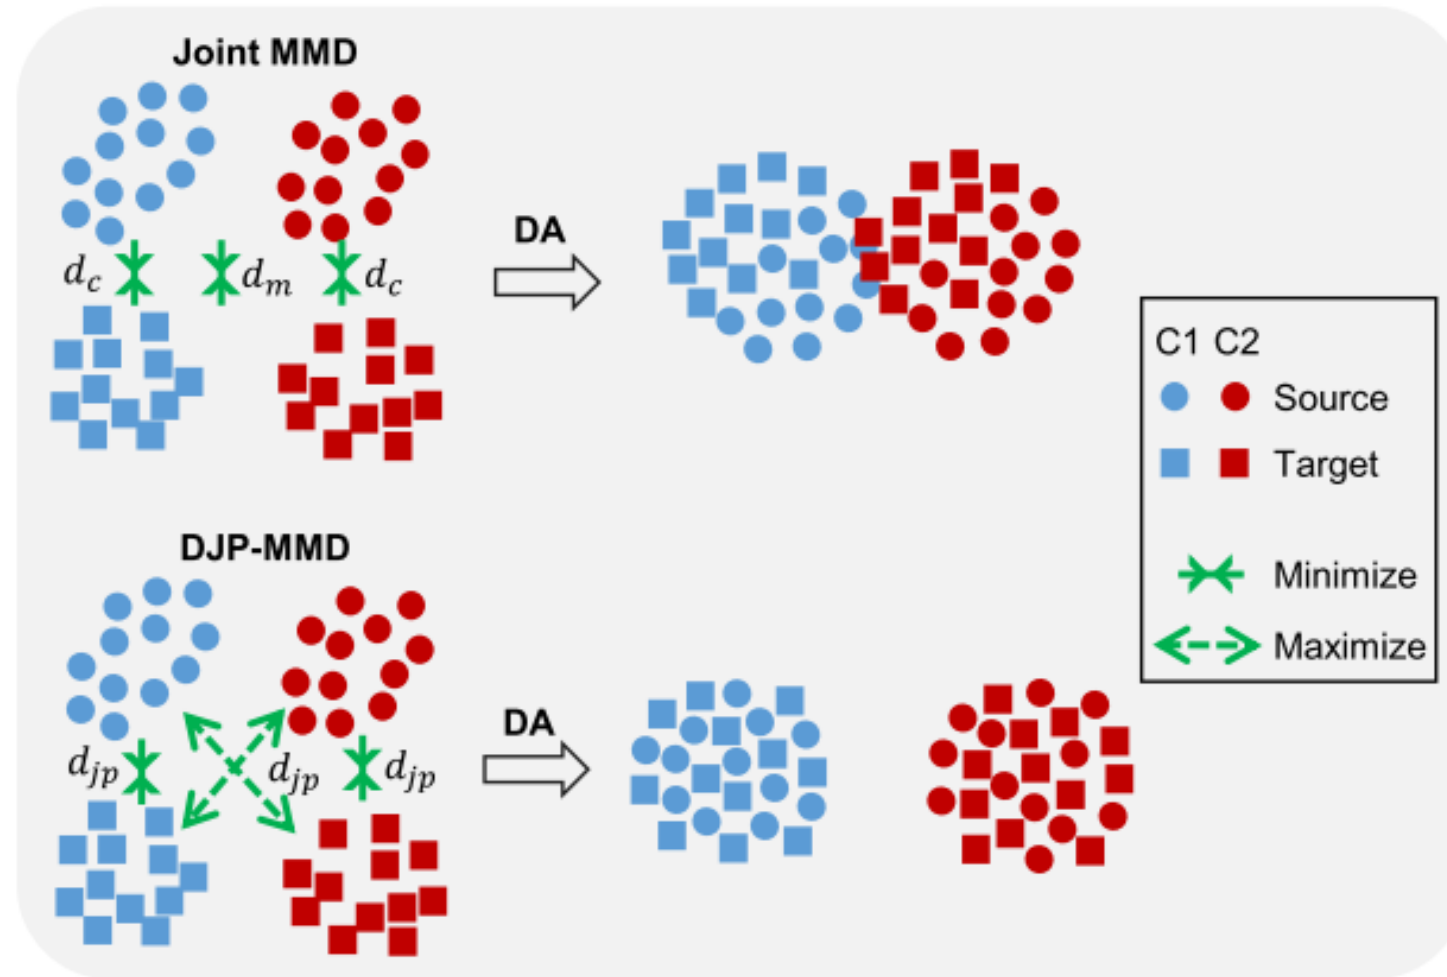 Joint MMD
d_c d_m d_c
DA
C1 C2
Source
Target
Minimize
Maximize
DJP-MMD
d_jp d_jp d_jp
DA